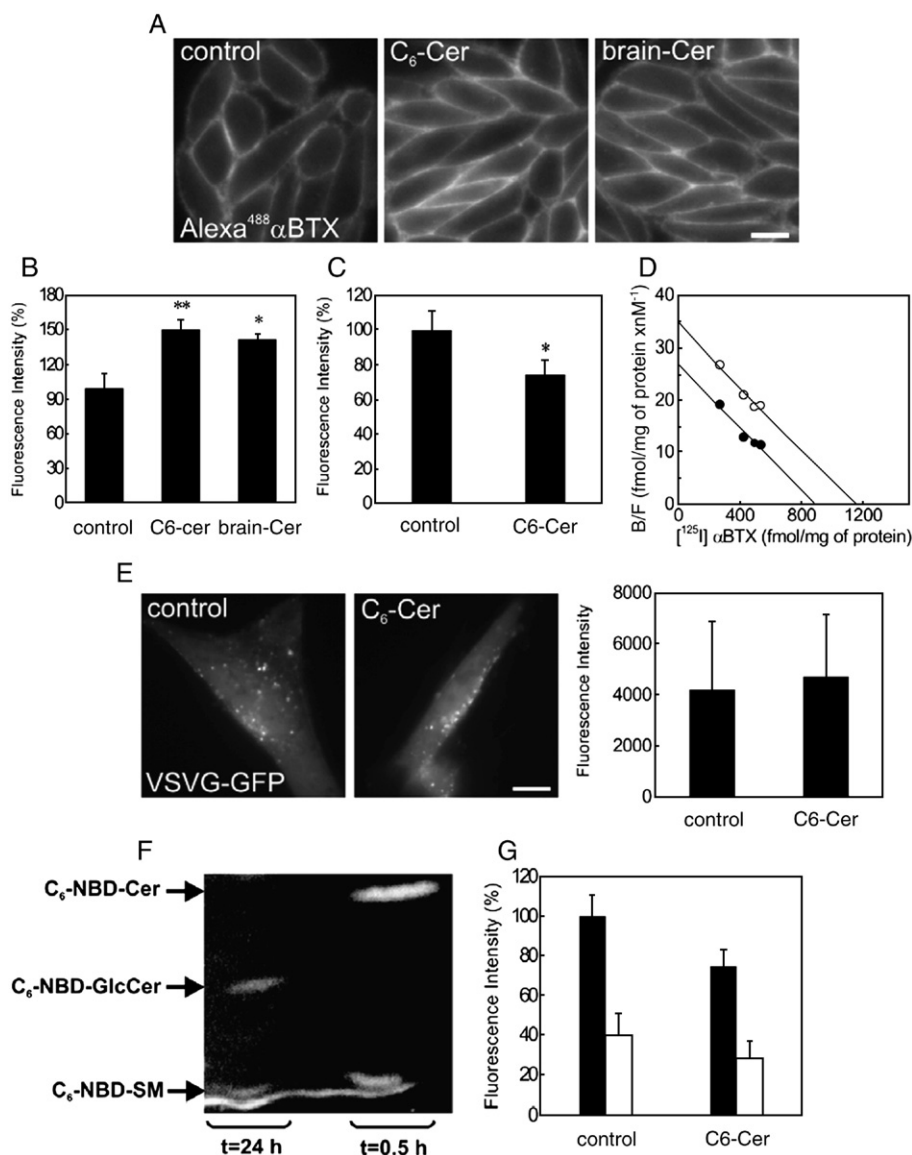 A
control
C₆-Cer
brain-Cer
Alexa⁴⁸⁸αBTX
B
Fluorescence Intensity (%)
180
150
120
90
60
30
0
**
*
control
C6-cer
brain-Cer
C
Fluorescence Intensity (%)
120
100
80
60
40
20
0
*
control
C6-Cer
D
B/F (fmol/mg of protein xnM⁻¹)
40
35
30
20
10
0
0
400
800
1200
[¹²⁵I] αBTX (fmol/mg of protein)
E
control
C₆-Cer
VSVG-GFP
Fluorescence Intensity
8000
6000
4000
2000
0
control
C6-Cer
F
C₆-NBD-Cer
C₆-NBD-GlcCer
C₆-NBD-SM
t=24 h
t=0.5 h
G
Fluorescence Intensity (%)
120
100
80
60
40
20
0
control
C6-Cer